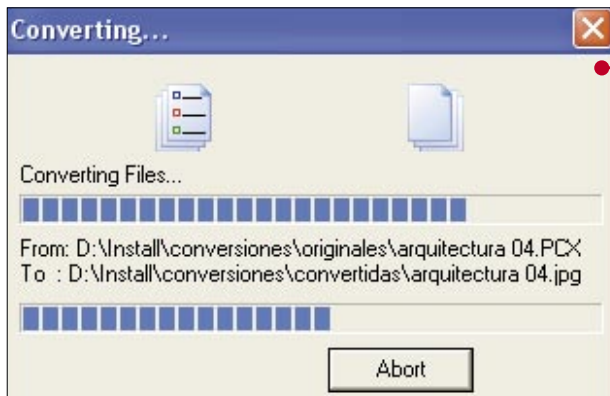 Converting...
Converting Files...
From: D:\Install\conversiones\originales\arquitectura 04.PCX
To : D:\Install\conversiones\convertidas\arquitectura 04.jpg
Abort